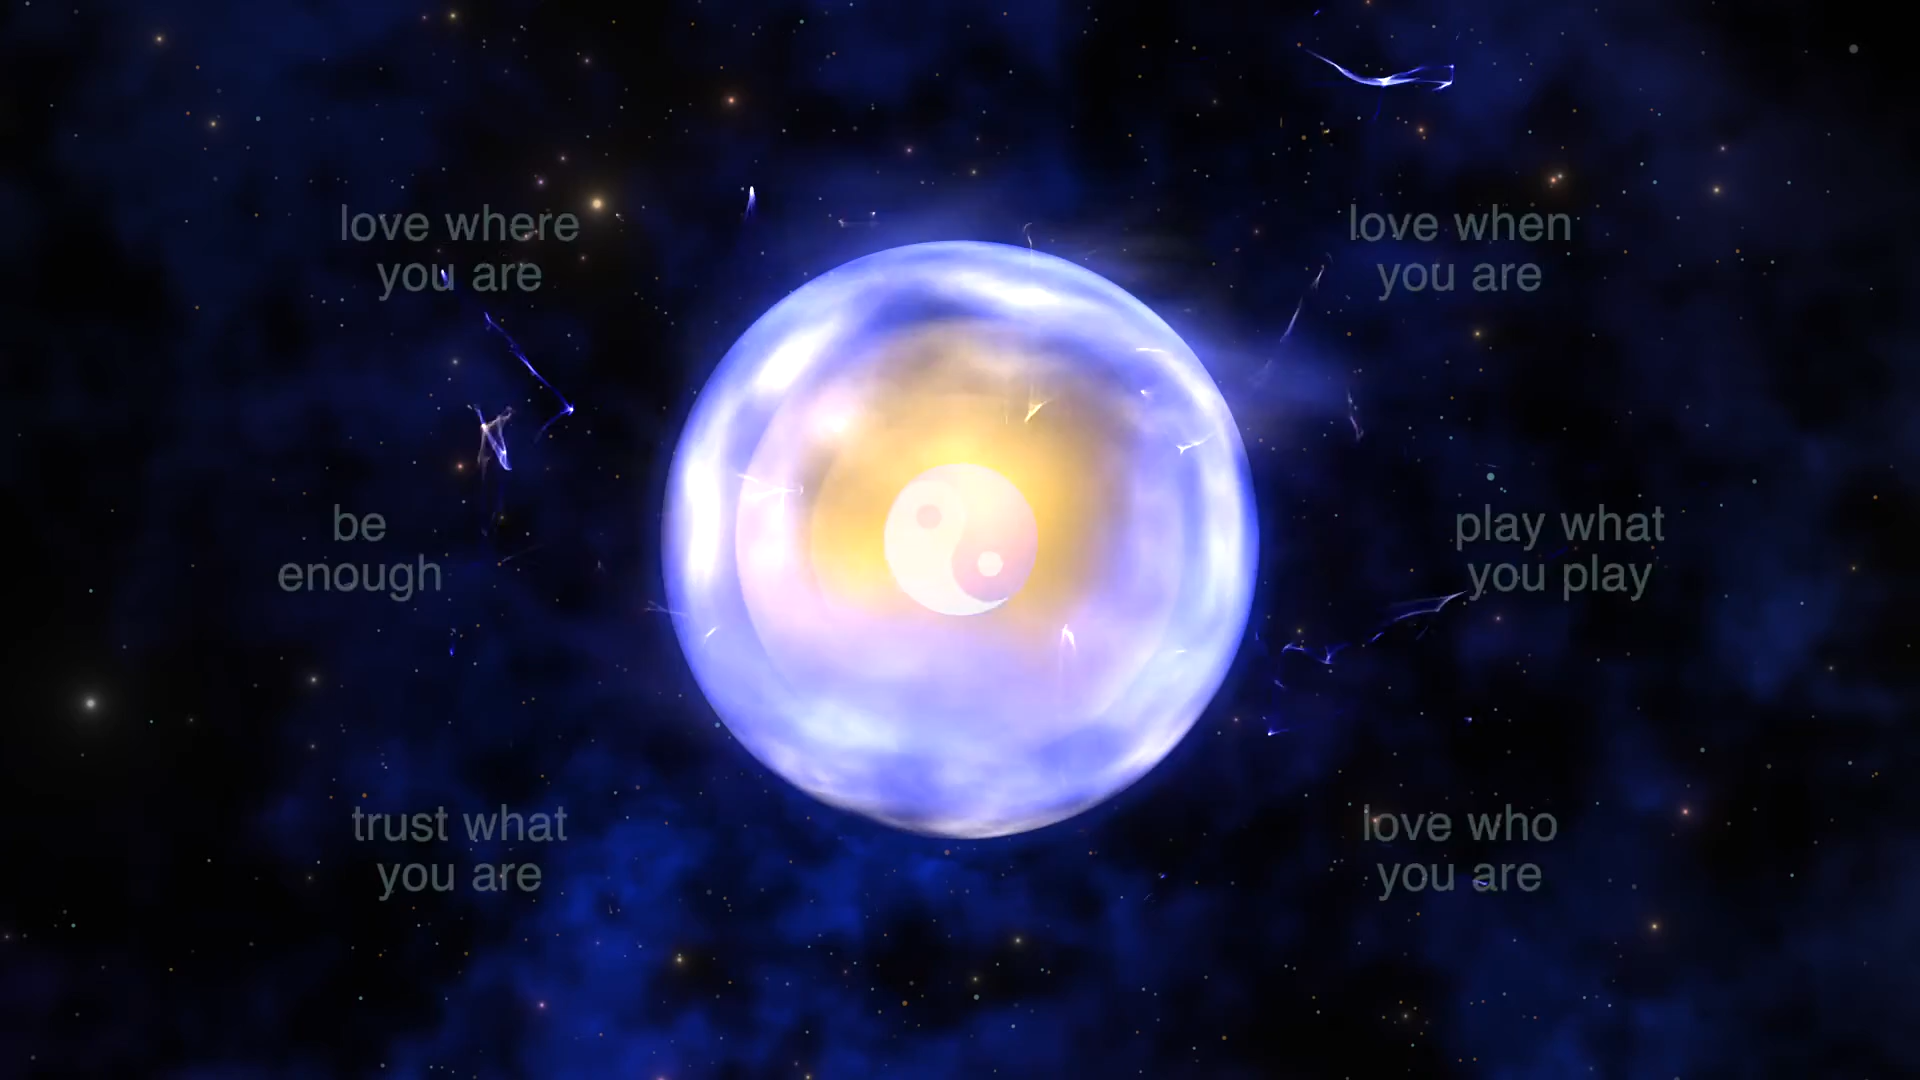 love where
you are
love when
you are
be
enough
play what
you play
trust what
you are
love who
you are